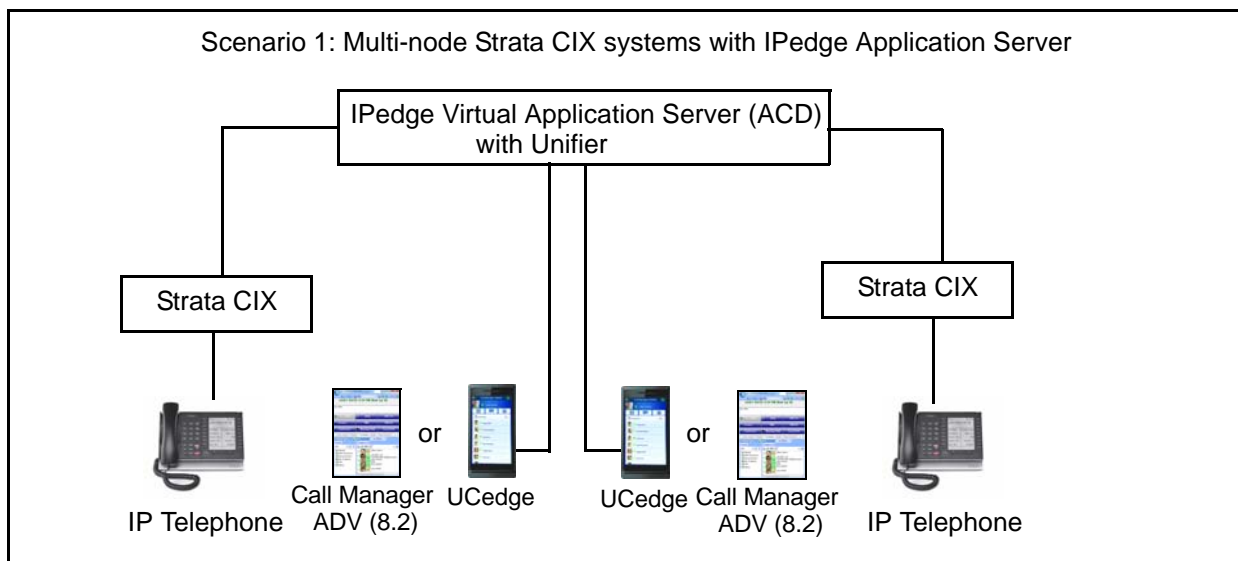 Scenario 1: Multi-node Strata CIX systems with IPedge Application Server
IPedge Virtual Application Server (ACD)
with Unifier
Strata CIX
Strata CIX
or
or
Call Manager
ADV (8.2)
UCedge
UCedge
Call Manager
ADV (8.2)
IP Telephone
IP Telephone